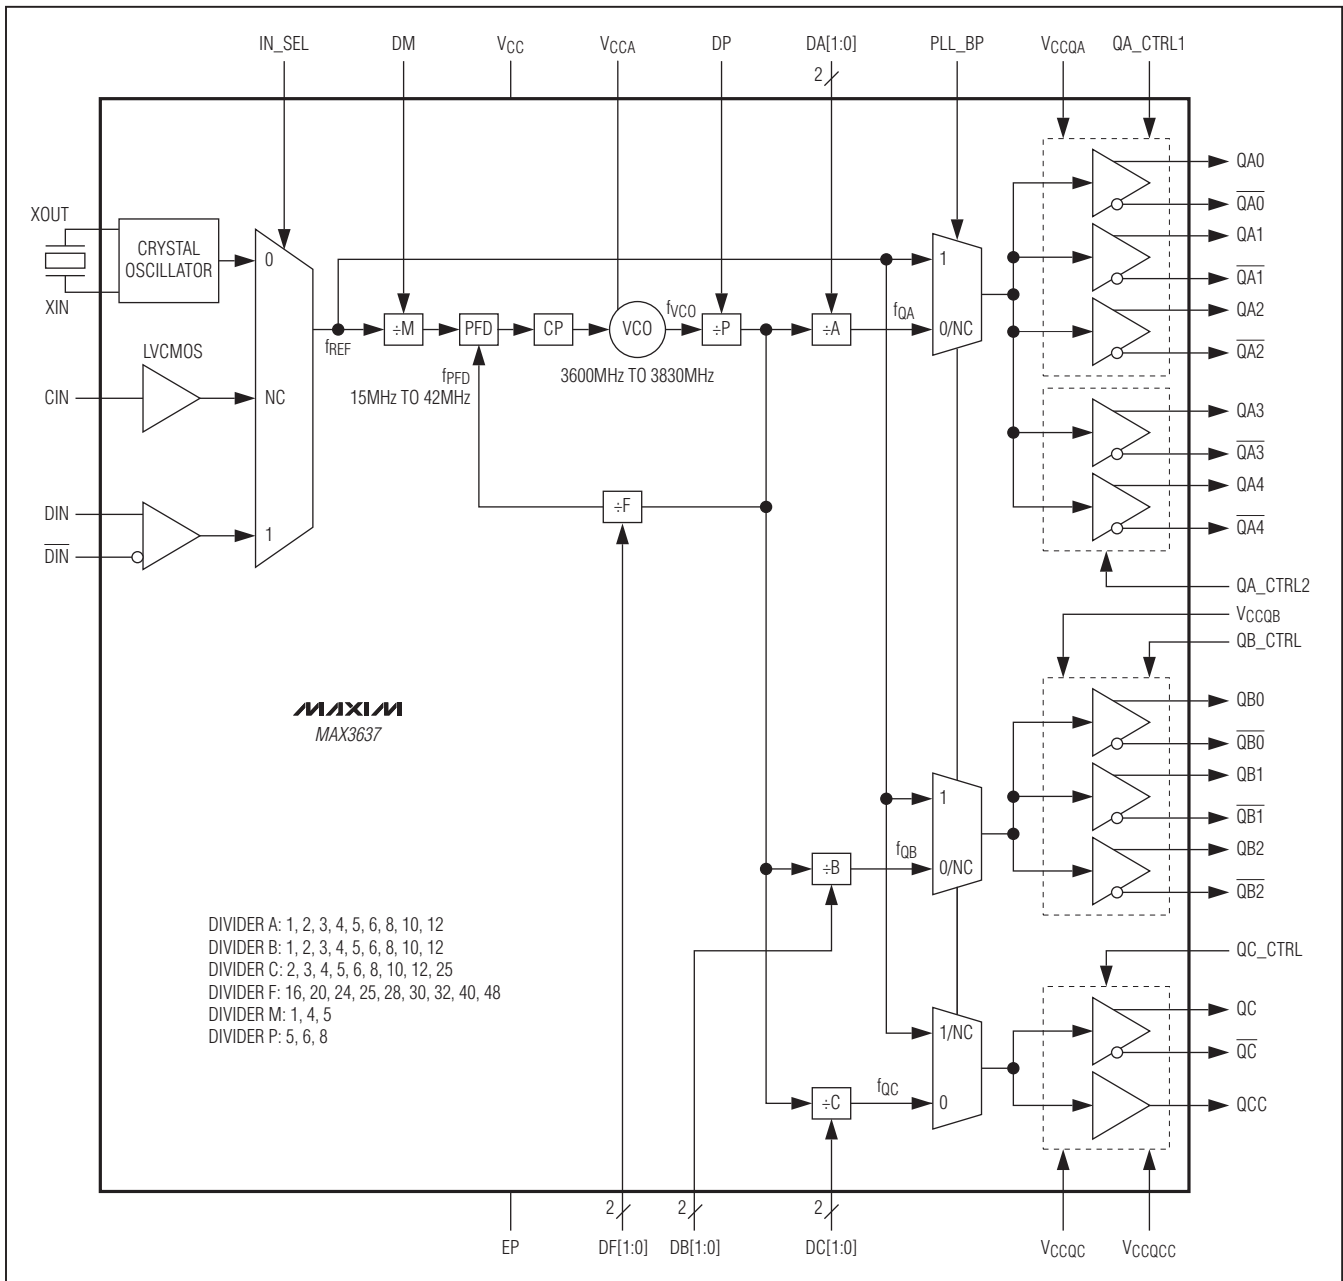 IN_SEL
DM
VCC
VCCA
DP
DA[1:0]
PLL_BP
VCCQA
QA_CTRL1
2
XOUT
XIN
CRYSTAL
OSCILLATOR
0
NC
1
LVCMOS
CIN
DIN
DIN
fREF
÷M
PFD
CP
VCO
fVCO
÷P
÷A
fQA
fPFD
15MHz TO 42MHz
3600MHz TO 3830MHz
÷F
1
0/NC
QA0
QA0
QA1
QA1
QA2
QA2
QA3
QA3
QA4
QA4
QA_CTRL2
VCCQB
QB_CTRL
MAXIM
MAX3637
1
fQB
÷B
0/NC
QB0
QB0
QB1
QB1
QB2
QB2
DIVIDER A: 1, 2, 3, 4, 5, 6, 8, 10, 12
DIVIDER B: 1, 2, 3, 4, 5, 6, 8, 10, 12
DIVIDER C: 2, 3, 4, 5, 6, 8, 10, 12, 25
DIVIDER F: 16, 20, 24, 25, 28, 30, 32, 40, 48
DIVIDER M: 1, 4, 5
DIVIDER P: 5, 6, 8
QC_CTRL
1/NC
fQC
÷C
0
QC
QC
QCC
2
2
2
EP
DF[1:0]
DB[1:0]
DC[1:0]
VCCQC
VCCQCC